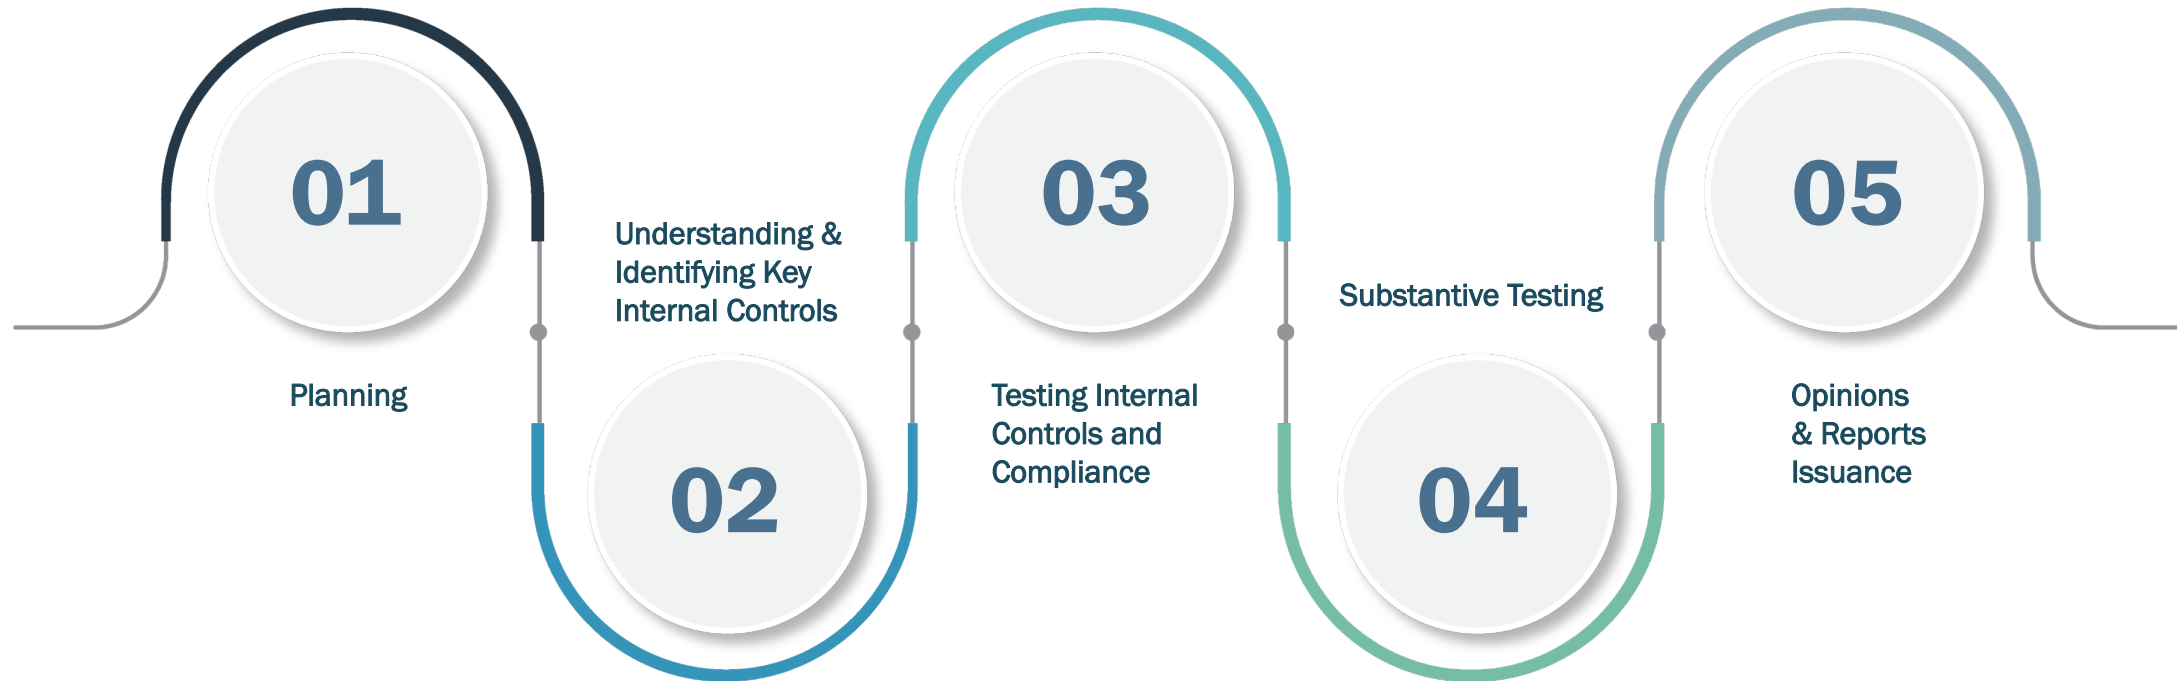 01
Planning
Understanding &
Identifying Key
Internal Controls
02
03
Testing Internal
Controls and
Compliance
Substantive Testing
04
05
Opinions
& Reports
Issuance